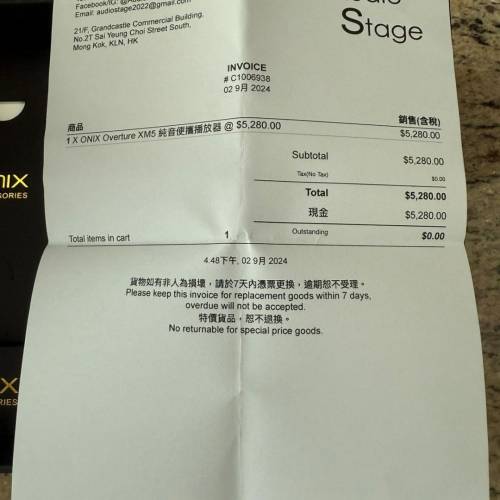 Facebook/IG: @Au
Email: audiostage2022@gmail.com
21/F, Grandcastle Commercial Building,
No.2T Sai Yeung Choi Street South,
Mong Kok, KLN, HK
Stage
INVOICE
# C1006938
02 9月 2024
商品 銷售(含稅)
1 X ONIX Overture XM5 純音便攜播放器 @ $5,280.00 $5,280.00
Subtotal $5,280.00
Tax(No Tax) $0.00
Total $5,280.00
現金 $5,280.00
Total items in cart 1 Outstanding $0.00
4.48下午, 02 9月 2024
貨物如有非人為損壞，請於7天內憑票更換，逾期恕不受理。
Please keep this invoice for replacement goods within 7 days,
overdue will not be accepted.
特價貨品，恕不退換。
No returnable for special price goods.
NIX
SORIES
X
RIES